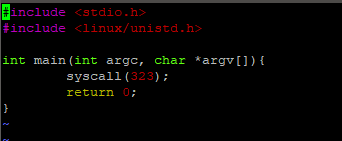 #include <stdio.h>
#include <linux/unistd.h>

int main(int argc, char *argv[]){
        syscall(323);
        return 0;
}
~
~